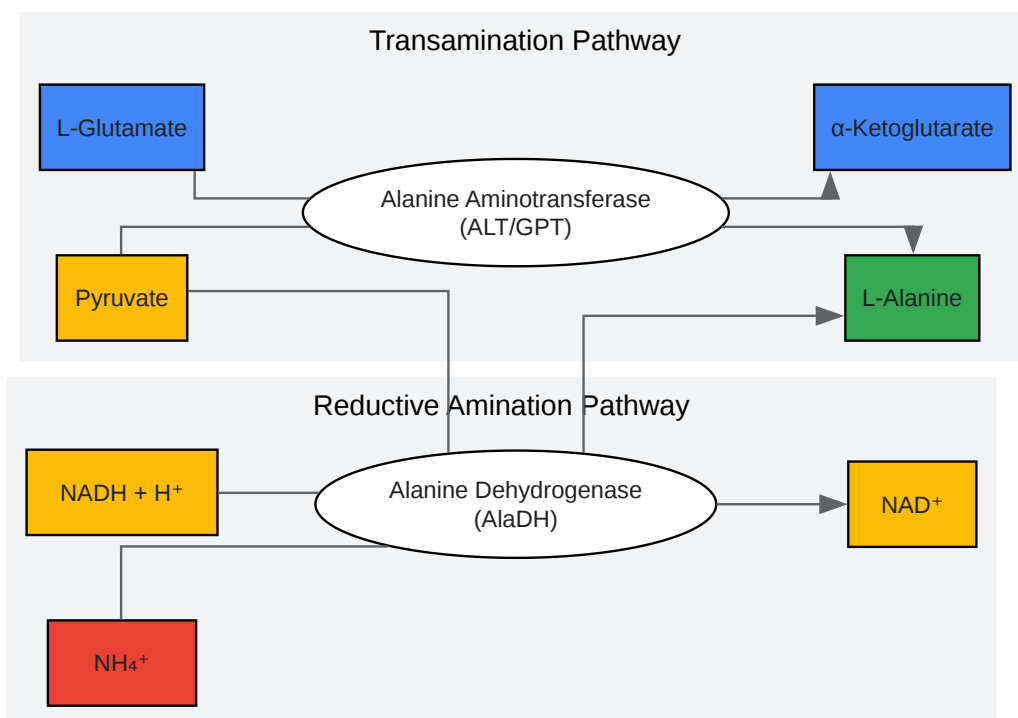 Transamination Pathway
L-Glutamate
α-Ketoglutarate
Alanine Aminotransferase
(ALT/GPT)
Pyruvate
L-Alanine
Reductive Amination Pathway
NADH + H⁺
Alanine Dehydrogenase
(AlaDH)
NAD⁺
NH₄⁺